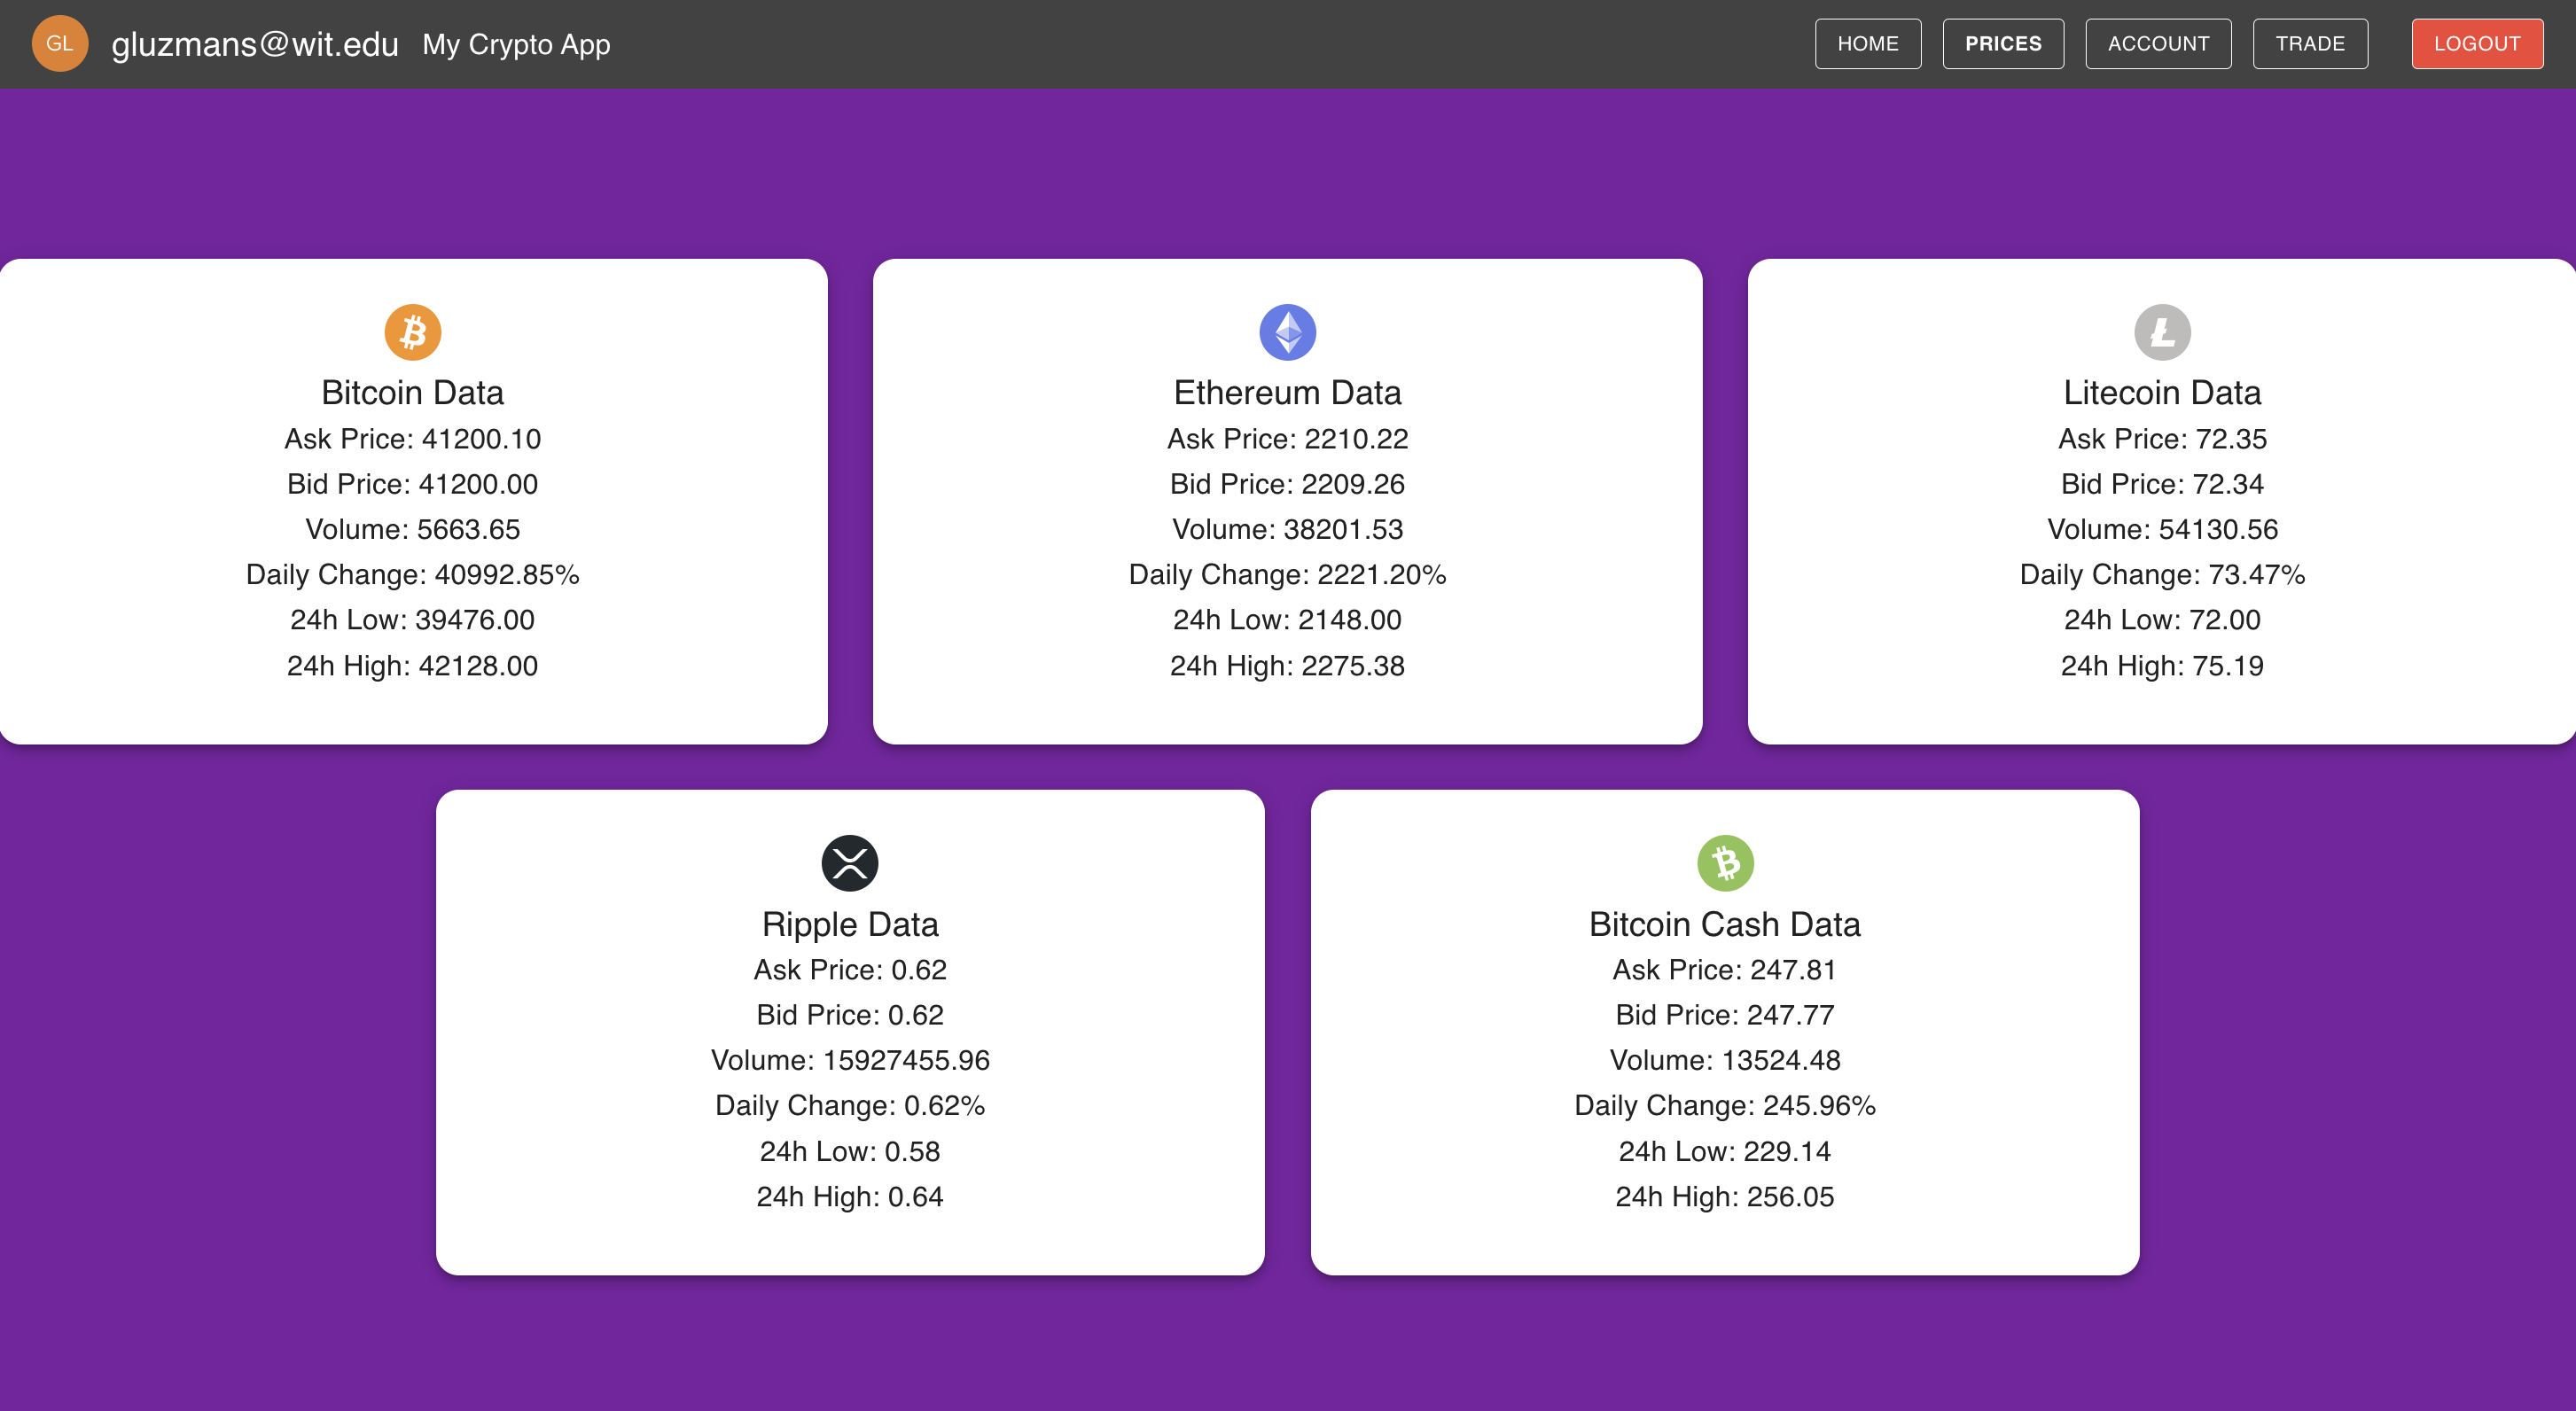 GL gluzmans@wit.edu My Crypto App HOME PRICES ACCOUNT TRADE LOGOUT
Bitcoin Data
Ask Price: 41200.10
Bid Price: 41200.00
Volume: 5663.65
Daily Change: 40992.85%
24h Low: 39476.00
24h High: 42128.00
Ethereum Data
Ask Price: 2210.22
Bid Price: 2209.26
Volume: 38201.53
Daily Change: 2221.20%
24h Low: 2148.00
24h High: 2275.38
Litecoin Data
Ask Price: 72.35
Bid Price: 72.34
Volume: 54130.56
Daily Change: 73.47%
24h Low: 72.00
24h High: 75.19
Ripple Data
Ask Price: 0.62
Bid Price: 0.62
Volume: 15927455.96
Daily Change: 0.62%
24h Low: 0.58
24h High: 0.64
Bitcoin Cash Data
Ask Price: 247.81
Bid Price: 247.77
Volume: 13524.48
Daily Change: 245.96%
24h Low: 229.14
24h High: 256.05